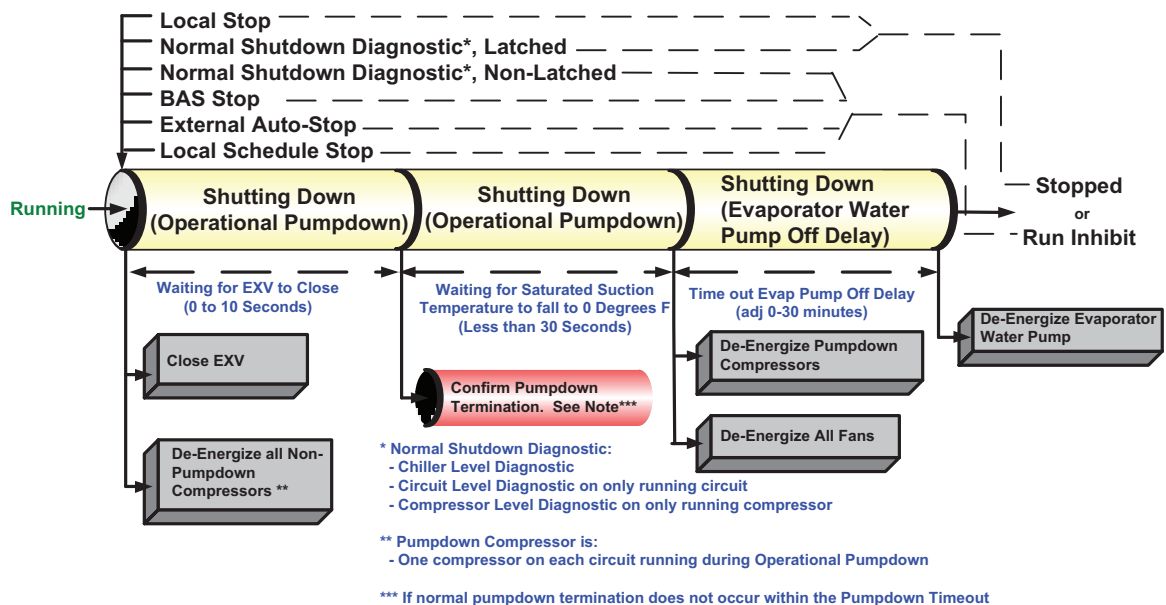 Local Stop
Normal Shutdown Diagnostic*, Latched
Normal Shutdown Diagnostic*, Non-Latched
BAS Stop
External Auto-Stop
Local Schedule Stop
Running
Shutting Down
(Operational Pumpdown)
Shutting Down
(Operational Pumpdown)
Shutting Down
(Evaporator Water
Pump Off Delay)
Stopped
or
Run Inhibit
Waiting for EXV to Close
(0 to 10 Seconds)
Waiting for Saturated Suction
Temperature to fall to 0 Degrees F
(Less than 30 Seconds)
Time out Evap Pump Off Delay
(adj 0-30 minutes)
Close EXV
De-Energize all Non-
Pumpdown
Compressors **
Confirm Pumpdown
Termination. See Note***
De-Energize Pumpdown
Compressors
De-Energize All Fans
De-Energize Evaporator
Water Pump
* Normal Shutdown Diagnostic:
- Chiller Level Diagnostic
- Circuit Level Diagnostic on only running circuit
- Compressor Level Diagnostic on only running compressor
** Pumpdown Compressor is:
- One compressor on each circuit running during Operational Pumpdown
*** If normal pumpdown termination does not occur within the Pumpdown Timeout